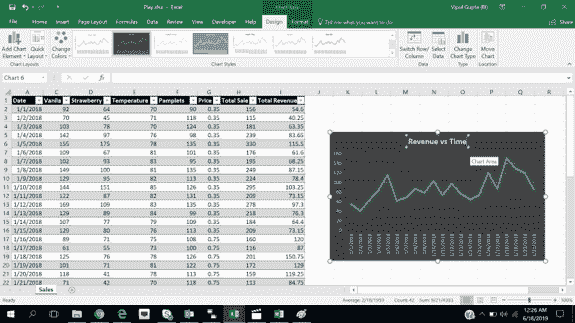 Play.xlsx - Excel
Vipul Gupta (RI)
File Home Insert Page Layout Formulas Data Review View Developer Help Design Format Tell me what you want to do
Add Chart Element Quick Layout Change Colors Switch Row/ Column Select Data Change Chart Type Move Chart
Chart Layouts Chart Styles Data Type Location
Chart 6
A B C D E F G H I J K L M N O P Q R
1 Date Vanila Strawberry Temperature Pamplets Price Total Sale Total Revenue
2 1/1/2018 92 64 70 90 0.35 156 54.6
3 1/2/2018 70 45 71 118 0.35 115 40.25
4 1/3/2018 103 78 70 124 0.35 181 63.35
5 1/4/2018 142 97 76 98 0.35 239 83.65
6 1/5/2018 155 175 78 135 0.35 330 115.5
7 1/6/2018 109 67 81 101 0.35 176 61.6
8 1/7/2018 102 93 83 95 0.35 195 68.25
9 1/8/2018 149 100 81 135 0.35 249 87.15
10 1/9/2018 129 95 82 113 0.35 224 78.4
11 1/10/2018 144 151 85 126 0.35 295 103.25
12 1/11/2018 122 87 82 131 0.35 209 73.15
13 1/12/2018 169 109 83 135 0.35 278 97.3
14 1/13/2018 129 89 84 99 0.35 218 76.3
15 1/14/2018 107 77 79 109 0.35 184 64.4
16 1/15/2018 129 80 76 113 0.35 209 73.15
17 1/16/2018 89 71 75 108 0.75 160 120
18 1/17/2018 61 55 73 100 0.75 116 87
19 1/18/2018 125 76 78 126 0.75 201 150.75
20 1/19/2018 101 71 81 122 0.75 172 129
21 1/20/2018 118 41 78 113 0.75 159 119.25
22 1/21/2018 71 42 70 118 0.75 113 84.75
Revenue vs Time
Chart Area
160
140
120
100
80
60
40
20
0
Sales
Ready
100%
12:26 AM
6/18/2019